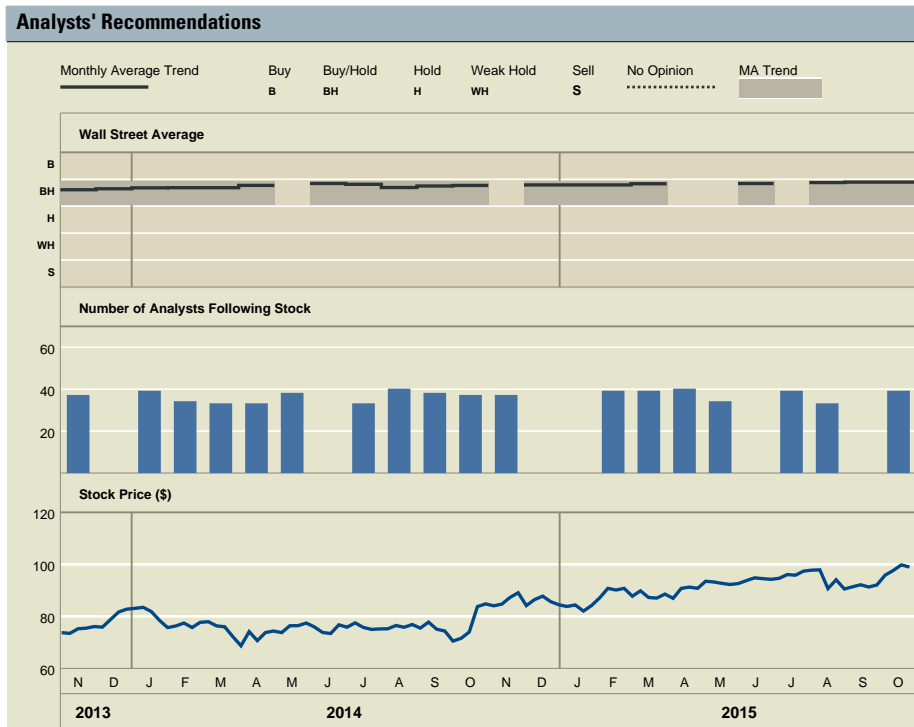 Analysts' Recommendations
Monthly Average Trend Buy Buy/Hold Hold Weak Hold Sell No Opinion MA Trend
B BH H WH S
Wall Street Average
B
BH
H
WH
S
Number of Analysts Following Stock
60
40
20
Stock Price ($)
120
100
80
60
N D J F M A M J J A S O N D J F M A M J J A S O
2013 2014 2015